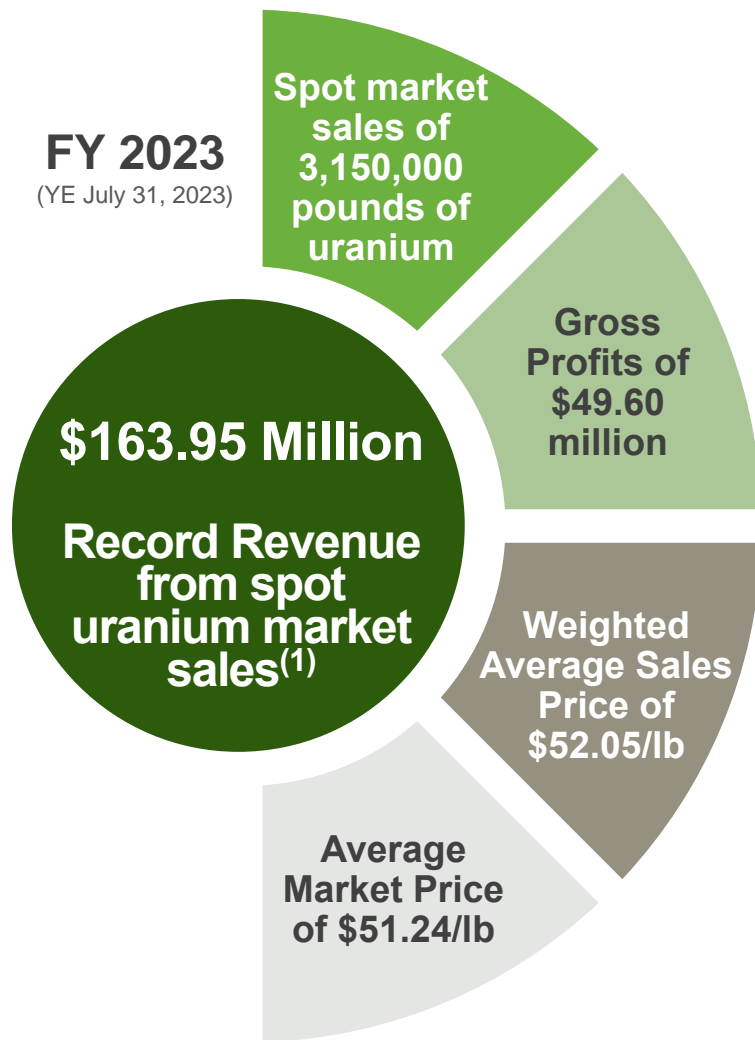 FY 2023
(YE July 31, 2023)
Spot market
sales of
3,150,000
pounds of
uranium
Gross
Profits of
$49.60
million
$163.95 Million
Record Revenue
from spot
uranium market
sales(1)
Weighted
Average Sales
Price of
$52.05/lb
Average
Market Price
of $51.24/lb